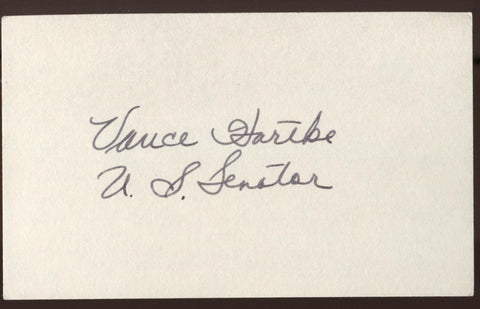 Vance Hartke
U. S. Senator